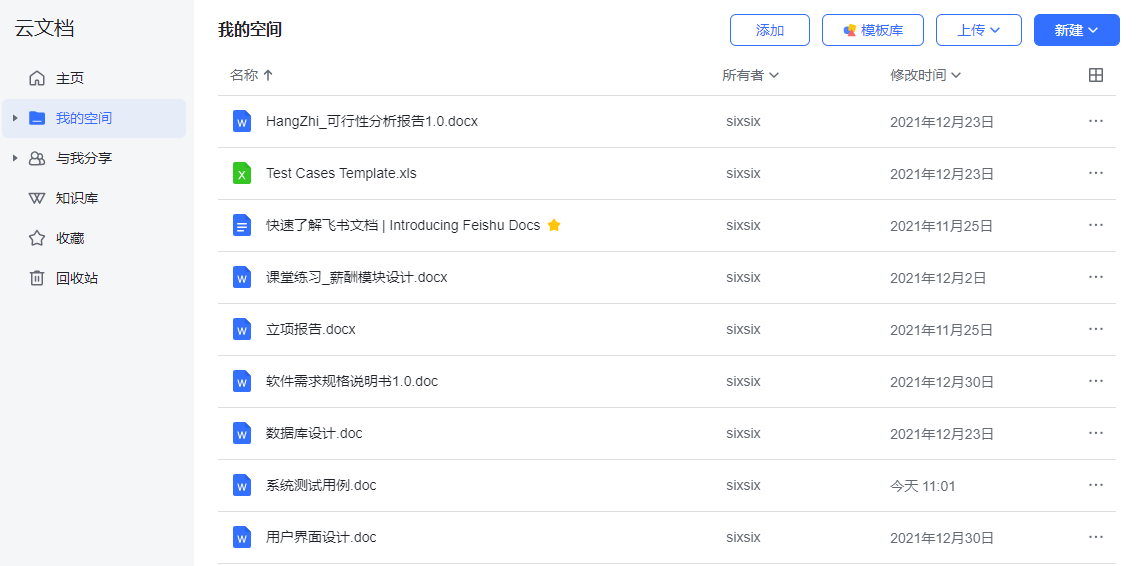 云文档
主页
我的空间
与我分享
知识库
收藏
回收站
我的空间
添加 模板库 上传 新建
名称 所有者 修改时间
HangZhi_可行性分析报告1.0.docx sixsix 2021年12月23日
Test Cases Template.xls sixsix 2021年12月23日
快速了解飞书文档 | Introducing Feishu Docs sixsix 2021年11月25日
课堂练习_薪酬模块设计.docx sixsix 2021年12月2日
立项报告.docx sixsix 2021年11月25日
软件需求规格说明书1.0.doc sixsix 2021年12月30日
数据库设计.doc sixsix 2021年12月23日
系统测试用例.doc sixsix 今天 11:01
用户界面设计.doc sixsix 2021年12月30日